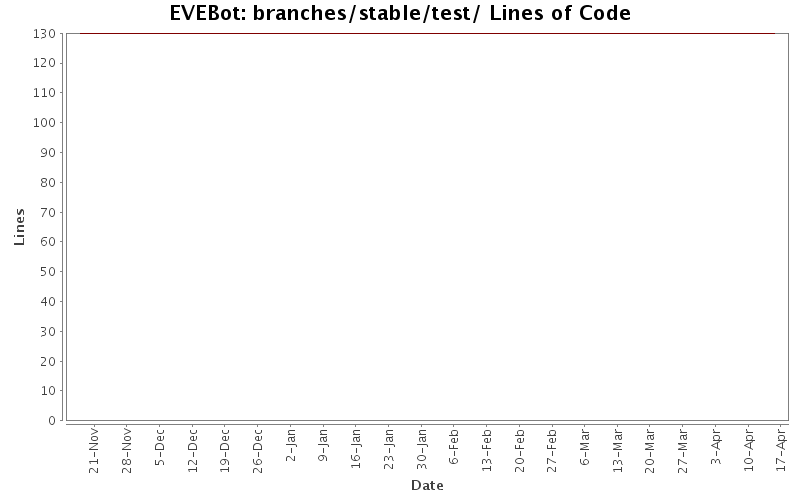 EVEBot: branches/stable/test/ Lines of Code
130
120
110
100
90
80
70
60
50
40
30
20
10
0
Lines
21-Nov
28-Nov
5-Dec
12-Dec
19-Dec
26-Dec
2-Jan
9-Jan
16-Jan
23-Jan
30-Jan
6-Feb
13-Feb
20-Feb
27-Feb
6-Mar
13-Mar
20-Mar
27-Mar
3-Apr
10-Apr
17-Apr
Date